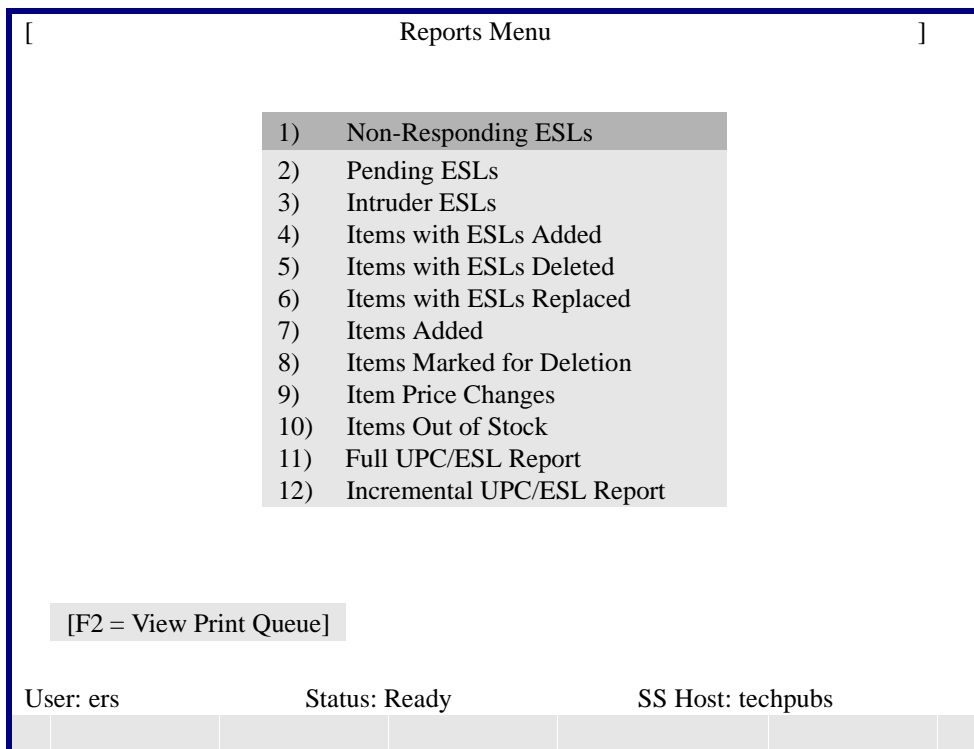 [ Reports Menu ]
1) Non-Responding ESLs
2) Pending ESLs
3) Intruder ESLs
4) Items with ESLs Added
5) Items with ESLs Deleted
6) Items with ESLs Replaced
7) Items Added
8) Items Marked for Deletion
9) Item Price Changes
10) Items Out of Stock
11) Full UPC/ESL Report
12) Incremental UPC/ESL Report
[F2 = View Print Queue]
User: ers Status: Ready SS Host: techpubs